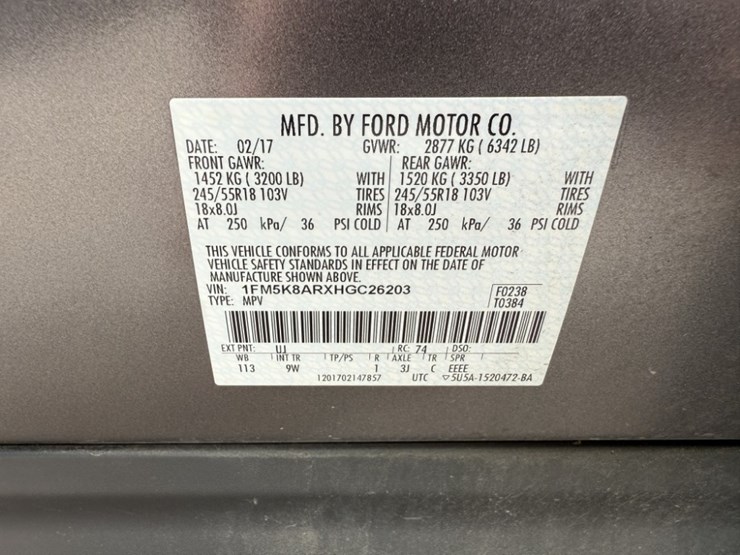 MFD. BY FORD MOTOR CO.
DATE: 02/17 GVWR: 2877 KG ( 6342 LB)
FRONT GAWR: REAR GAWR:
1452 KG ( 3200 LB) WITH 1520 KG ( 3350 LB) WITH
245/55R18 103V TIRES 245/55R18 103V TIRES
18x8.0J RIMS 18x8.0J RIMS
AT 250 kPa/ 36 PSI COLD AT 250 kPa/ 36 PSI COLD
THIS VEHICLE CONFORMS TO ALL APPLICABLE FEDERAL MOTOR
VEHICLE SAFETY STANDARDS IN EFFECT ON THE DATE OF
MANUFACTURE SHOWN ABOVE.
VIN: 1FM5K8ARXHGC26203 F0238
TYPE: MPV T0384
EXT PNT: UJ RC: 74 DSO:
WB INT TR TP/PS R AXLE TR SPR
113 9W 1 3J C EEEE
1201702147857 UTC ▽5U5A-1520472-BA